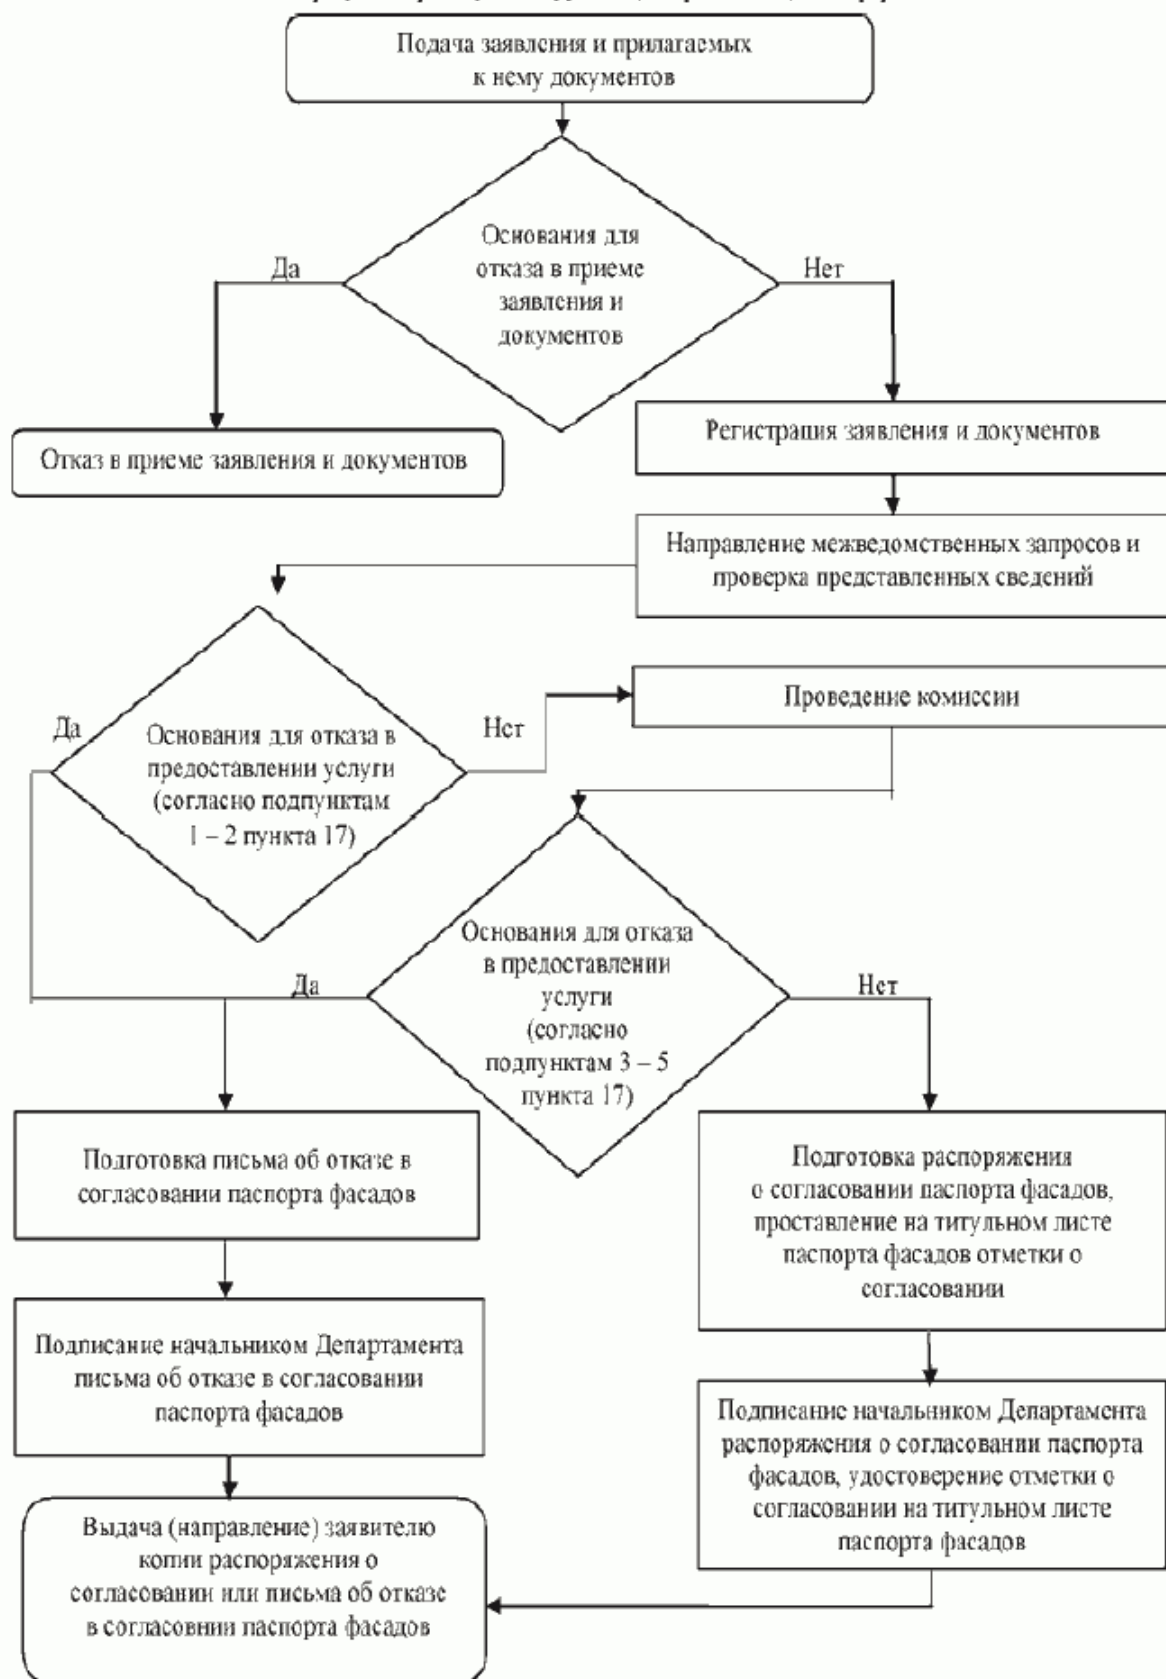 Подача заявления и прилагаемых
к нему документов
Основания для
отказа в приеме
заявления и
документов
Да
Нет
Отказ в приеме заявления и документов
Регистрация заявления и документов
Направление межведомственных запросов и
проверка представленных сведений
Да
Основания для отказа в
предоставлении услуги
(согласно подпунктам
1 – 2 пункта 17)
Нет
Проведение комиссии
Да
Основания для отказа
в предоставлении
услуги
(согласно
подпунктам 3 – 5
пункта 17)
Нет
Подготовка письма об отказе в
согласовании паспорта фасадов
Подготовка распоряжения
о согласовании паспорта фасадов,
проставление на титульном листе
паспорта фасадов отметки о
согласовании
Подписание начальником Департамента
письма об отказе в согласовании
паспорта фасадов
Подписание начальником Департамента
распоряжения о согласовании паспорта
фасадов, удостоверение отметки о
согласовании на титульном листе
паспорта фасадов
Выдача (направление) заявителю
копии распоряжения о
согласовании или письма об отказе
в согласовнии паспорта фасадов